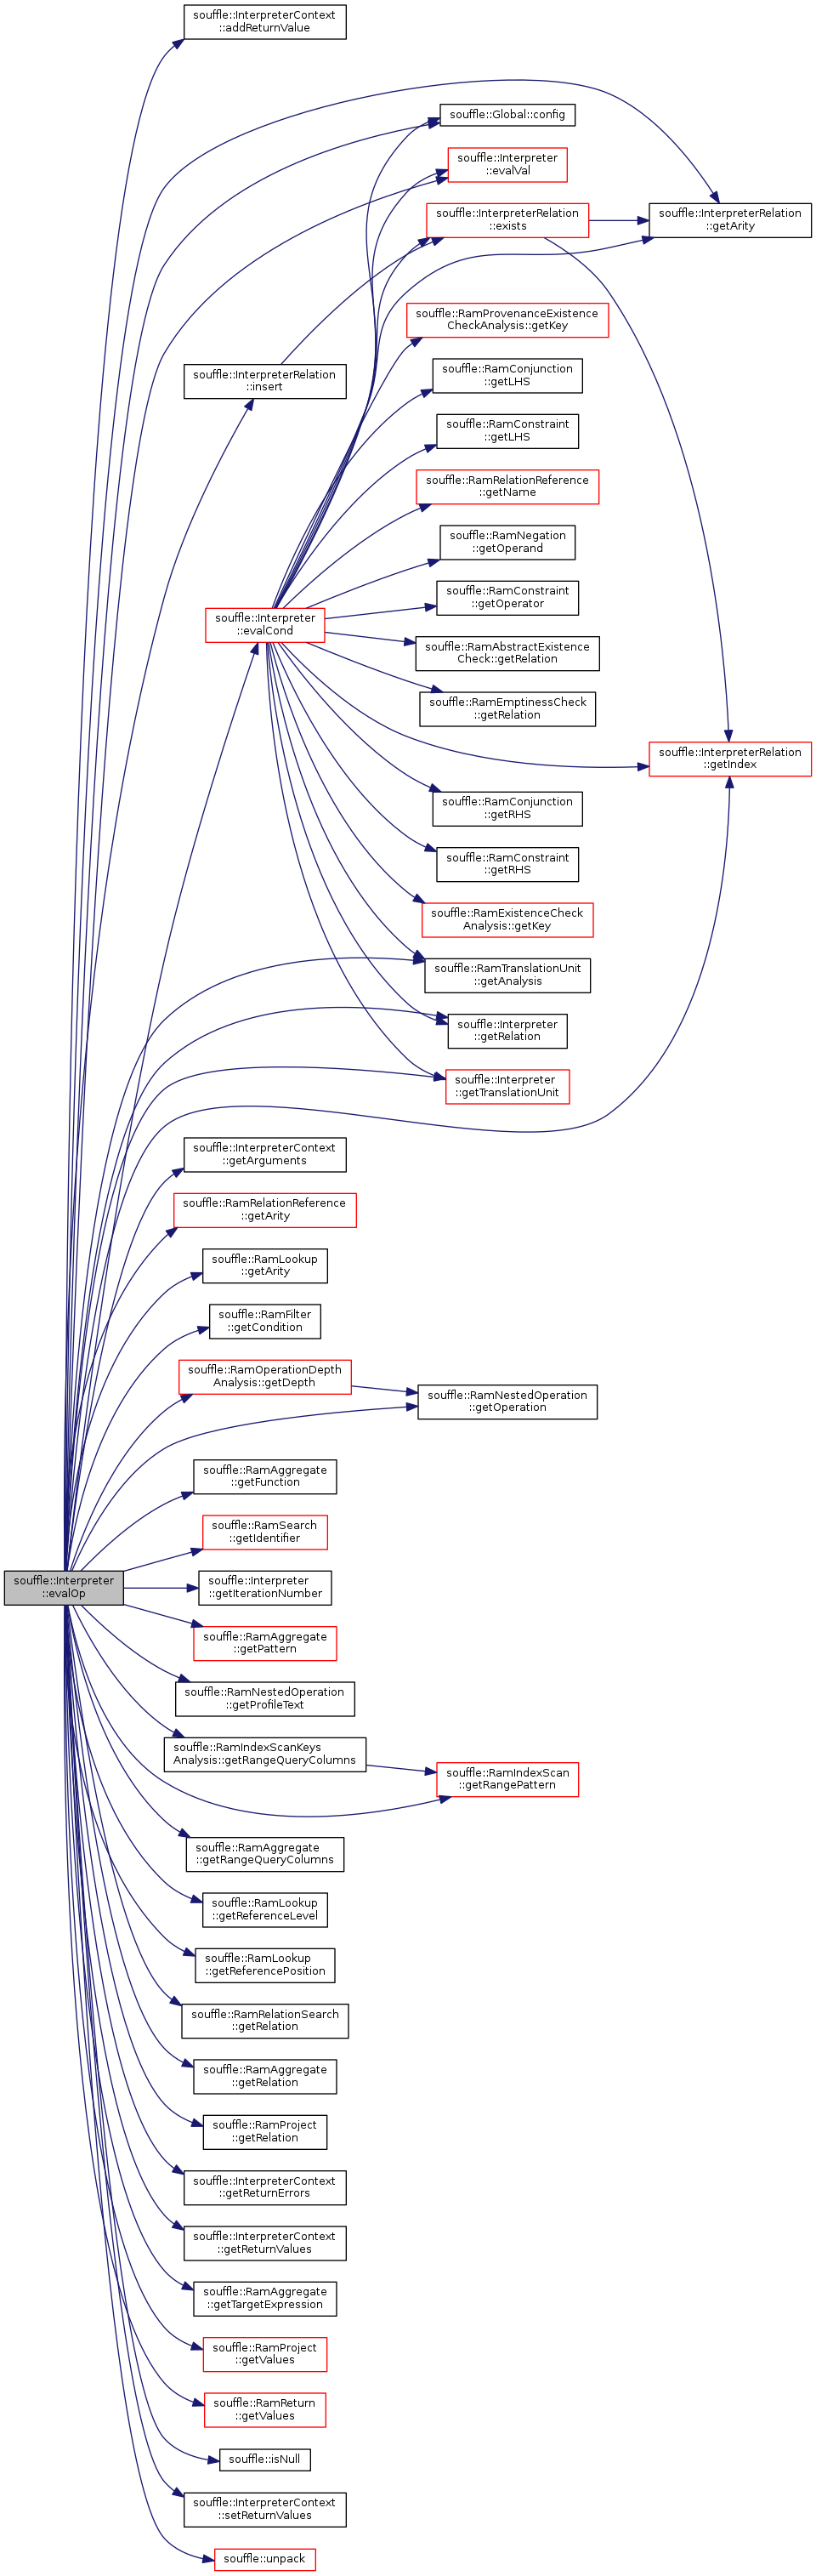 souffle::InterpreterContext
::addReturnValue
souffle::Global::config
souffle::Interpreter
::evalVal
souffle::InterpreterRelation
::exists
souffle::InterpreterRelation
::getArity
souffle::RamProvenanceExistence
CheckAnalysis::getKey
souffle::InterpreterRelation
::insert
souffle::RamConjunction
::getLHS
souffle::RamConstraint
::getLHS
souffle::RamRelationReference
::getName
souffle::RamNegation
::getOperand
souffle::RamConstraint
::getOperator
souffle::Interpreter
::evalCond
souffle::RamAbstractExistence
Check::getRelation
souffle::RamEmptinessCheck
::getRelation
souffle::InterpreterRelation
::getIndex
souffle::RamConjunction
::getRHS
souffle::RamConstraint
::getRHS
souffle::RamExistenceCheck
Analysis::getKey
souffle::RamTranslationUnit
::getAnalysis
souffle::Interpreter
::getRelation
souffle::Interpreter
::getTranslationUnit
souffle::InterpreterContext
::getArguments
souffle::RamRelationReference
::getArity
souffle::RamLookup
::getArity
souffle::RamFilter
::getCondition
souffle::RamOperationDepth
Analysis::getDepth
souffle::RamNestedOperation
::getOperation
souffle::RamAggregate
::getFunction
souffle::RamSearch
::getIdentifier
souffle::Interpreter
::evalOp
souffle::Interpreter
::getIterationNumber
souffle::RamAggregate
::getPattern
souffle::RamNestedOperation
::getProfileText
souffle::RamIndexScanKeys
Analysis::getRangeQueryColumns
souffle::RamIndexScan
::getRangePattern
souffle::RamAggregate
::getRangeQueryColumns
souffle::RamLookup
::getReferenceLevel
souffle::RamLookup
::getReferencePosition
souffle::RamRelationSearch
::getRelation
souffle::RamAggregate
::getRelation
souffle::RamProject
::getRelation
souffle::InterpreterContext
::getReturnErrors
souffle::InterpreterContext
::getReturnValues
souffle::RamAggregate
::getTargetExpression
souffle::RamProject
::getValues
souffle::RamReturn
::getValues
souffle::isNull
souffle::InterpreterContext
::setReturnValues
souffle::unpack